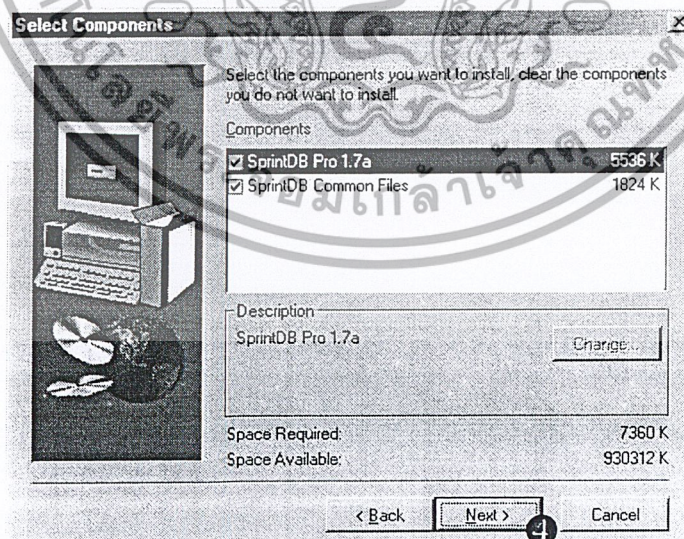 Select Components
Select the components you want to install, clear the components
you do not want to install.
Components
SprintDB Pro 1.7a 5536 K
SprintDB Common Files 1824 K
Description
SprintDB Pro 1.7a
Change...
Space Required: 7360 K
Space Available: 930312 K
< Back
Next >
4
Cancel